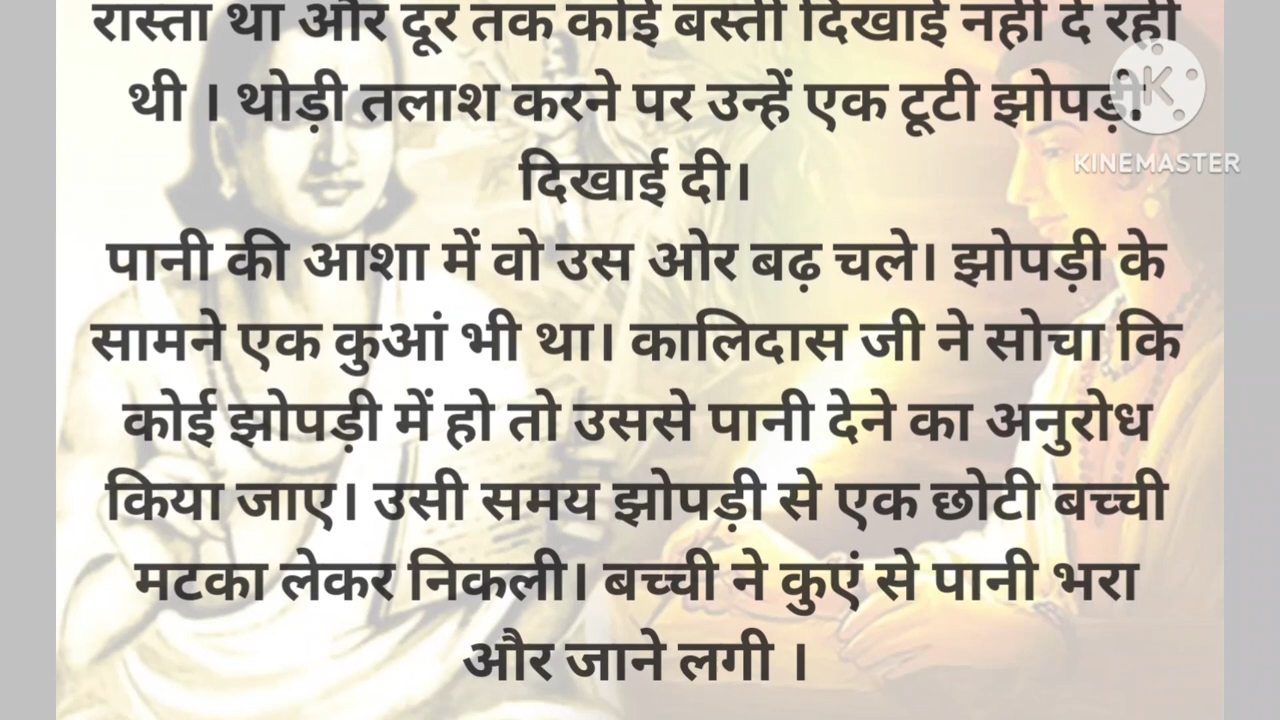 रास्ता था और दूर तक कोई बस्ती दिखाई नहीं दे रही
थी । थोड़ी तलाश करने पर उन्हें एक टूटी झोपड़ी
दिखाई दी।
पानी की आशा में वो उस ओर बढ़ चले। झोपड़ी के
सामने एक कुआं भी था। कालिदास जी ने सोचा कि
कोई झोपड़ी में हो तो उससे पानी देने का अनुरोध
किया जाए। उसी समय झोपड़ी से एक छोटी बच्ची
मटका लेकर निकली। बच्ची ने कुएं से पानी भरा
और जाने लगी ।
K
KINEMASTER